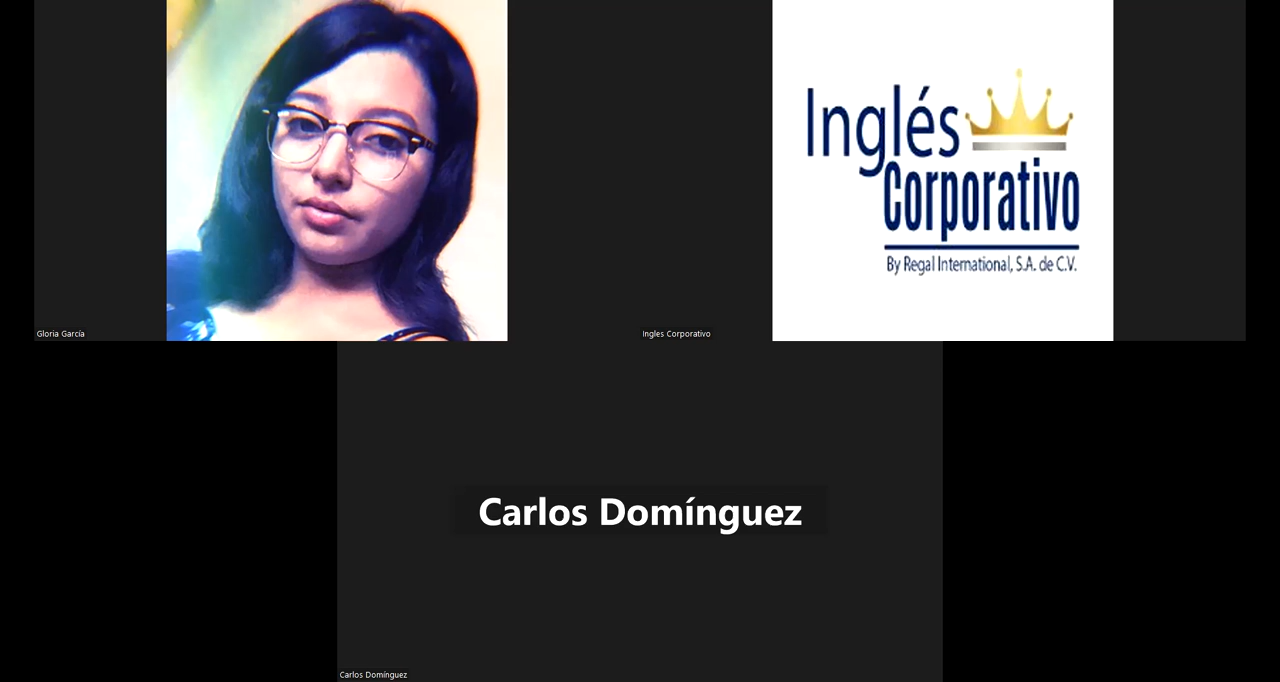 Inglés
Corporativo
By Regal International, S.A. de C.V.
Gloria García
Ingles Corporativo
Carlos Domínguez
Carlos Domínguez